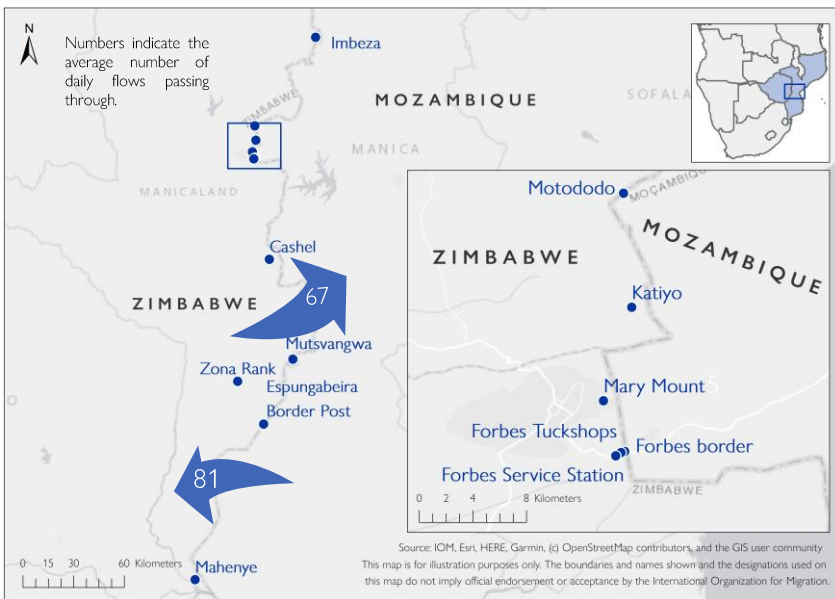 N
Numbers indicate the
average number of
daily flows passing
through.
Imbeza
ZIMBABWE
MOZAMBIQUE
SOFALA
MANICA
MANICALAND
Cashel
ZIMBABWE
67
Mutsvangwa
Zona Rank
Espungabeira
Border Post
81
Mahenye
0 15 30 60 Kilometers
Motododo
MOÇAMBIQUE
ZIMBABWE
MOZAMBIQUE
Katiyo
Mary Mount
5
Forbes Tuckshops
Forbes border
Forbes Service Station
ZIMBABWE
0 2 4 8 Kilometers
Source: IOM, Esri, HERE, Garmin, (c) OpenStreetMap contributors, and the GIS user community
This map is for illustration purposes only. The boundaries and names shown and the designations used on
this map do not imply official endorsement or acceptance by the International Organization for Migration.